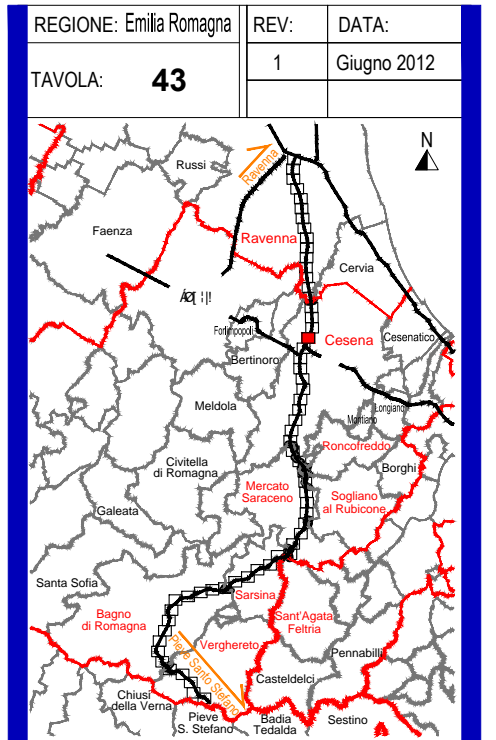 REGIONE: Emilia Romagna REV: DATA:
TAVOLA: 43 1 Giugno 2012
N
Russi
Ravenna
Faenza
Ravenna
Cervia
Forlimpopoli
Cesena
Cesenatico
Bertinoro
Meldola
Longiano
Montiano
Roncofreddo
Civitella
di Romagna
Borghi
Mercato
Saraceno
Sogliano
al Rubicone
Galeata
Santa Sofia
Sarsina
Bagno
di Romagna
Sant'Agata
Feltria
Verghereto
Pieve Santo Stefano
Pennabilli
Casteldelci
Chiusi
della Verna
Pieve
S. Stefano
Badia
Tedalda
Sestino